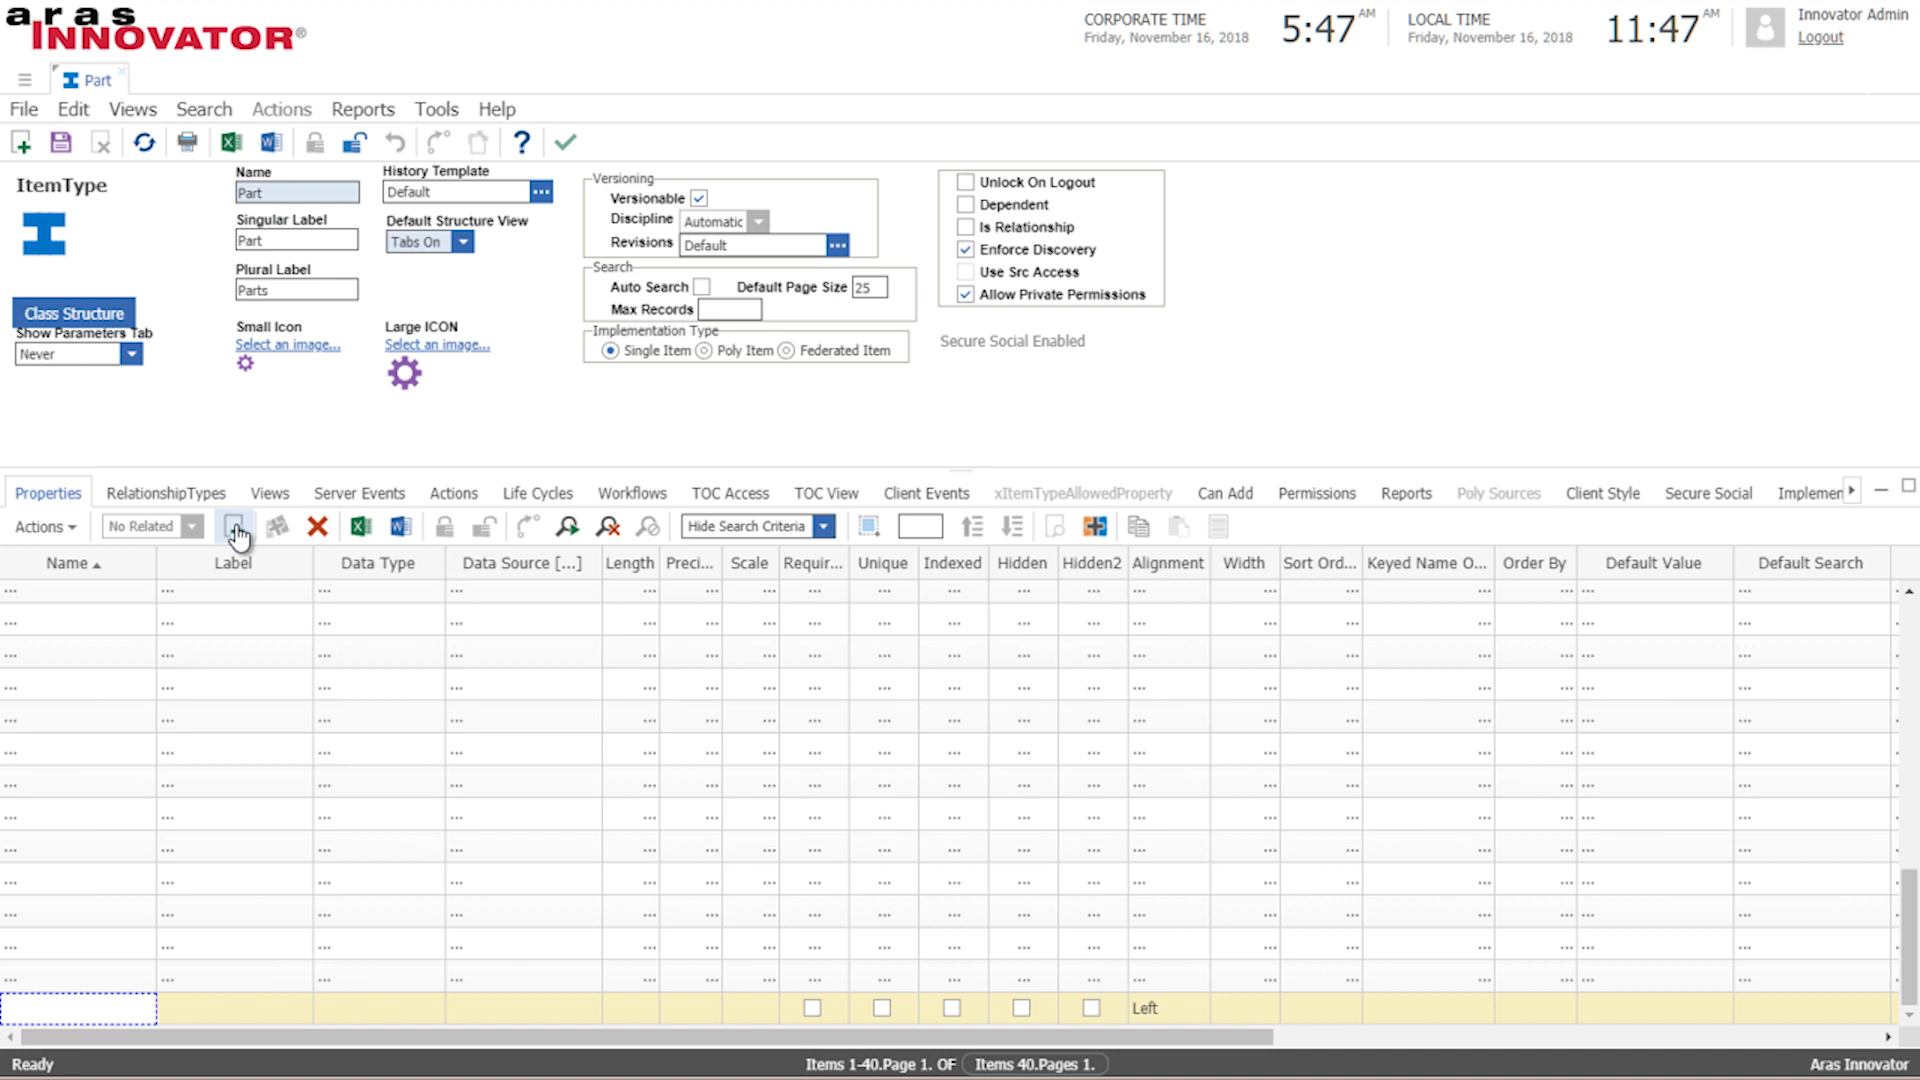 aras
INNOVATOR®
CORPORATE TIME
Friday, November 16, 2018
5:47 AM
LOCAL TIME
Friday, November 16, 2018
11:47 AM
Innovator Admin
Logout
Part
File Edit Views Search Actions Reports Tools Help
ItemType
Class Structure
Show Parameters Tab
Never
Name
Part
Singular Label
Part
Plural Label
Parts
Small Icon
Select an image...
History Template
Default
Default Structure View
Tabs On
Large ICON
Select an image...
Versioning
Versionable
Discipline Automatic
Revisions Default
Search
Auto Search Default Page Size 25
Max Records
Implementation Type
Single Item Poly Item Federated Item
Unlock On Logout
Dependent
Is Relationship
Enforce Discovery
Use Src Access
Allow Private Permissions
Secure Social Enabled
Properties RelationshipTypes Views Server Events Actions Life Cycles Workflows TOC Access TOC View Client Events xItemTypeAllowedProperty Can Add Permissions Reports Poly Sources Client Style Secure Social Implemen
Actions No Related Hide Search Criteria
Name Label Data Type Data Source [...] Length Preci... Scale Requir... Unique Indexed Hidden Hidden2 Alignment Width Sort Ord... Keyed Name O... Order By Default Value Default Search
... ... ... ... ... ... ... ... ... ... ... ... ... ... ... ... ... ... ...
... ... ... ... ... ... ... ... ... ... ... ... ... ... ... ... ... ... ...
... ... ... ... ... ... ... ... ... ... ... ... ... ... ... ... ... ... ...
... ... ... ... ... ... ... ... ... ... ... ... ... ... ... ... ... ... ...
... ... ... ... ... ... ... ... ... ... ... ... ... ... ... ... ... ... ...
... ... ... ... ... ... ... ... ... ... ... ... ... ... ... ... ... ... ...
... ... ... ... ... ... ... ... ... ... ... ... ... ... ... ... ... ... ...
... ... ... ... ... ... ... ... ... ... ... ... ... ... ... ... ... ... ...
... ... ... ... ... ... ... ... ... ... ... ... ... ... ... ... ... ... ...
... ... ... ... ... ... ... ... ... ... ... ... ... ... ... ... ... ... ...
... ... ... ... ... ... ... ... ... ... ... ... ... ... ... ... ... ... ...
... ... ... ... ... ... ... ... ... ... ... ... ... ... ... ... ... ... ...
... ... ... ... ... ... ... ... ... ... ... ... ... ... ... ... ... ... ...
Left
Ready Items 1-40.Page 1. OF Items 40.Pages 1. Aras Innovator